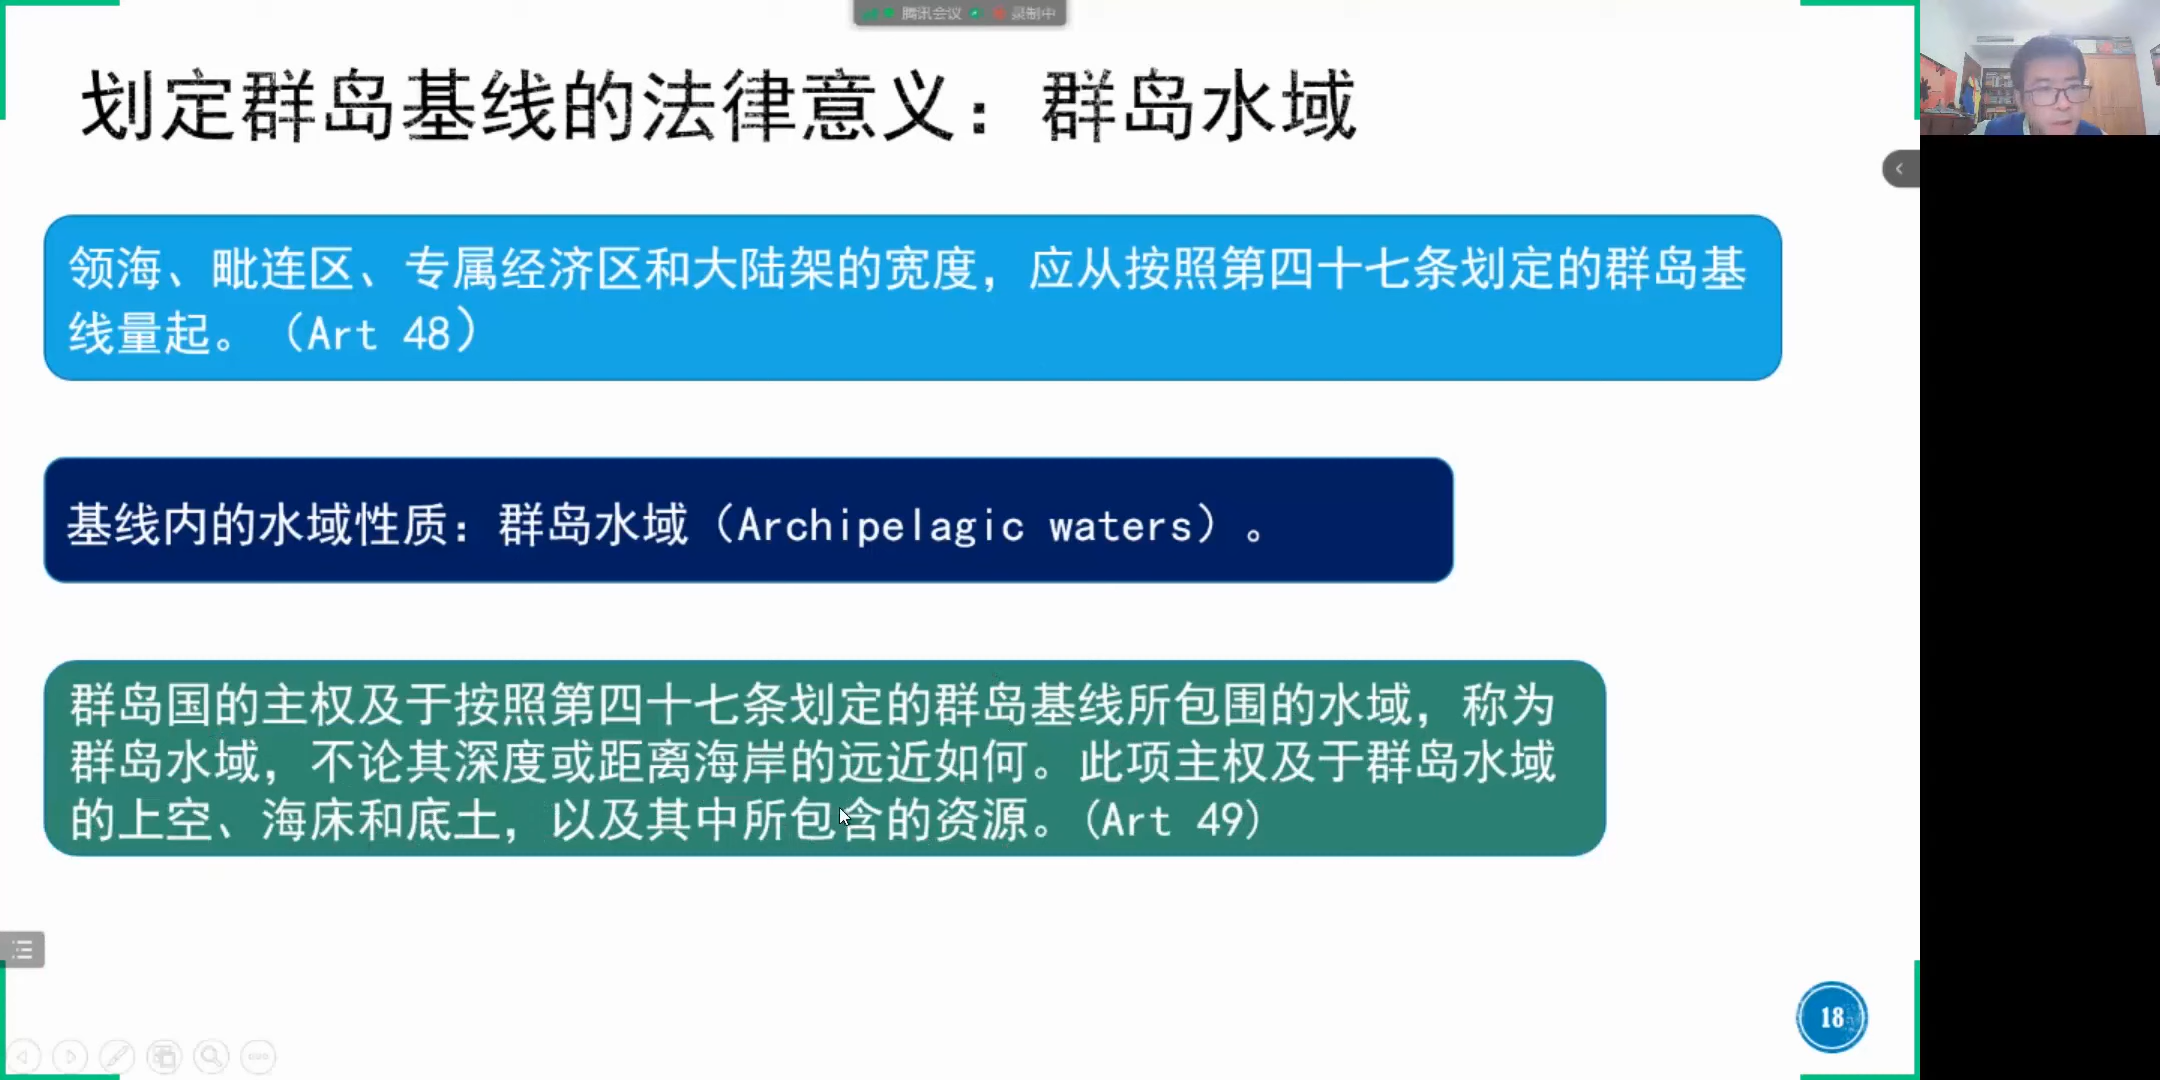 腾讯会议 录制中
划定群岛基线的法律意义：群岛水域
领海、毗连区、专属经济区和大陆架的宽度，应从按照第四十七条划定的群岛基
线量起。（Art 48）
基线内的水域性质：群岛水域（Archipelagic waters）。
群岛国的主权及于按照第四十七条划定的群岛基线所包围的水域，称为
群岛水域，不论其深度或距离海岸的远近如何。此项主权及于群岛水域
的上空、海床和底土，以及其中所包含的资源。(Art 49)
18